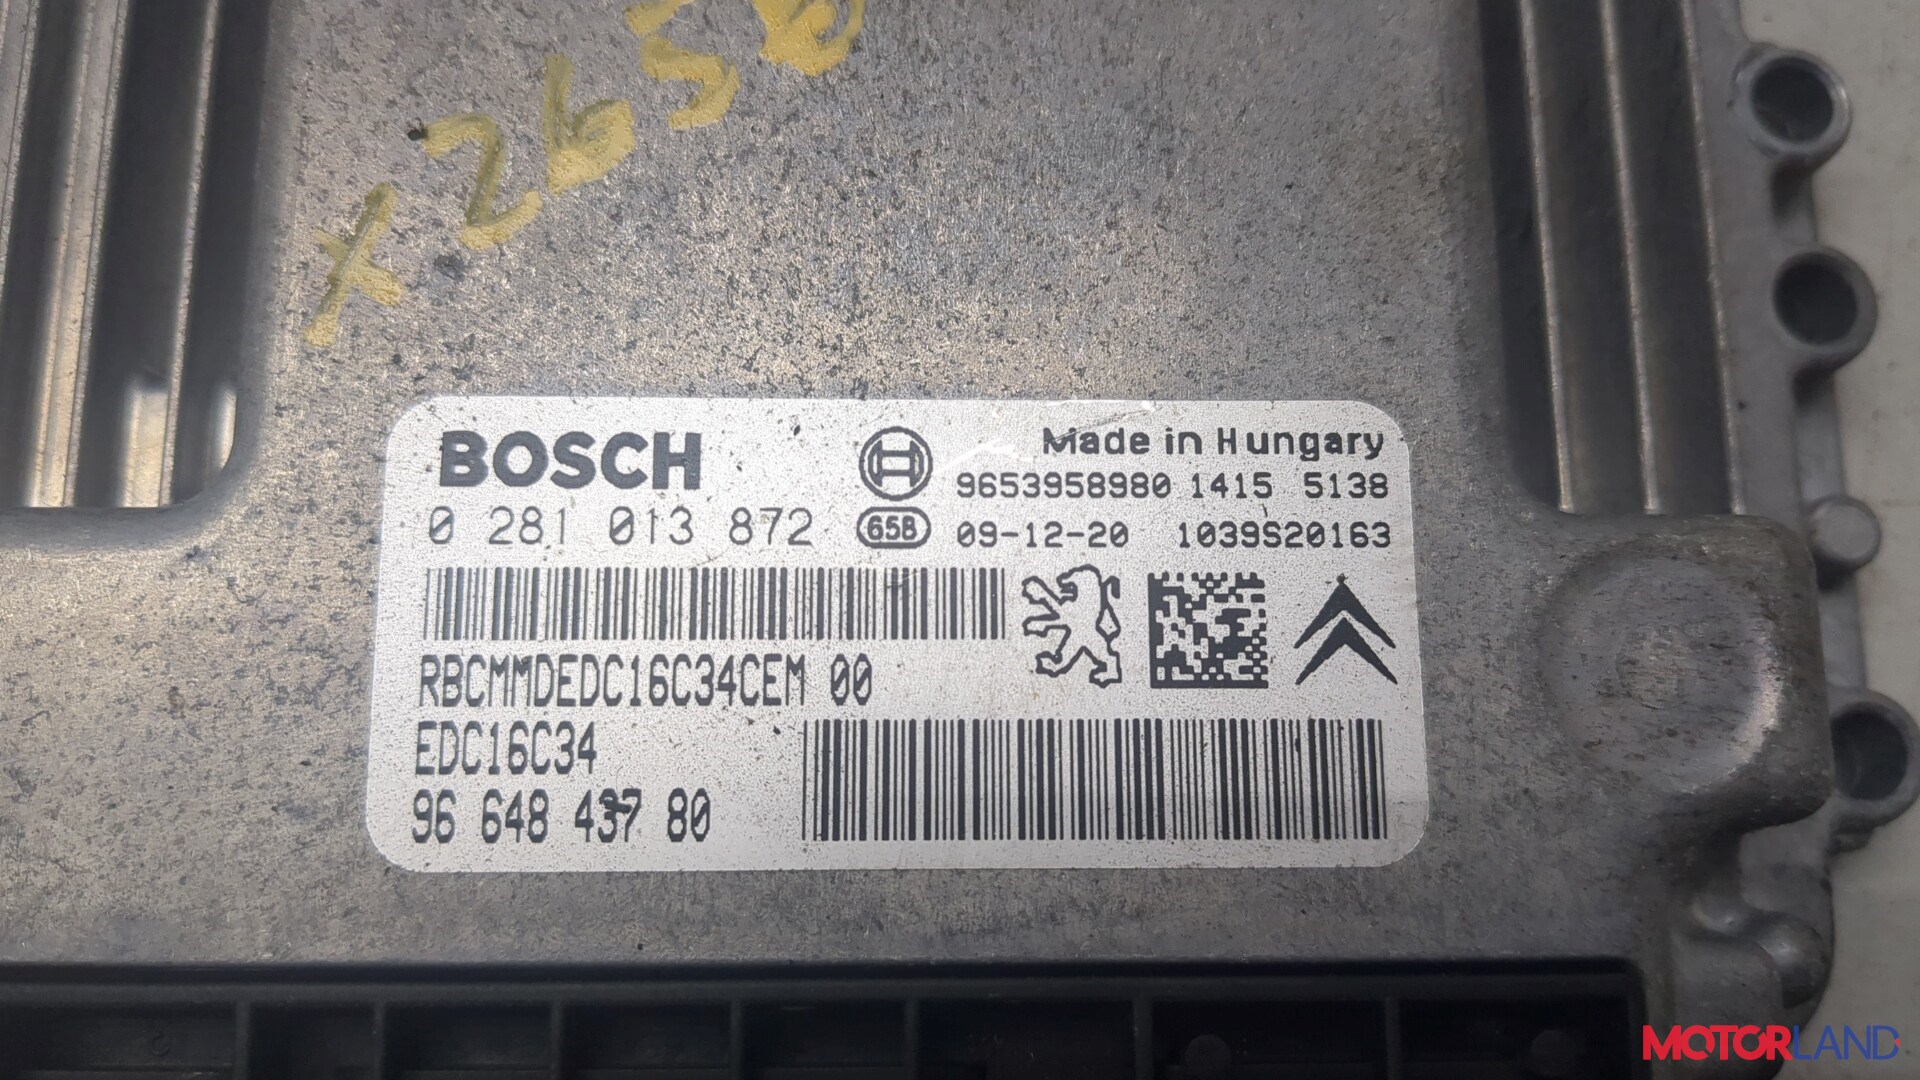 x2650
BOSCH
Made in Hungary
9653958980 1415 5138
0 281 013 872
658
09-12-20 1039S20163
RBCMMDEDC16C34CEM 00
EDC16C34
96 648 437 80
MOTORLAND